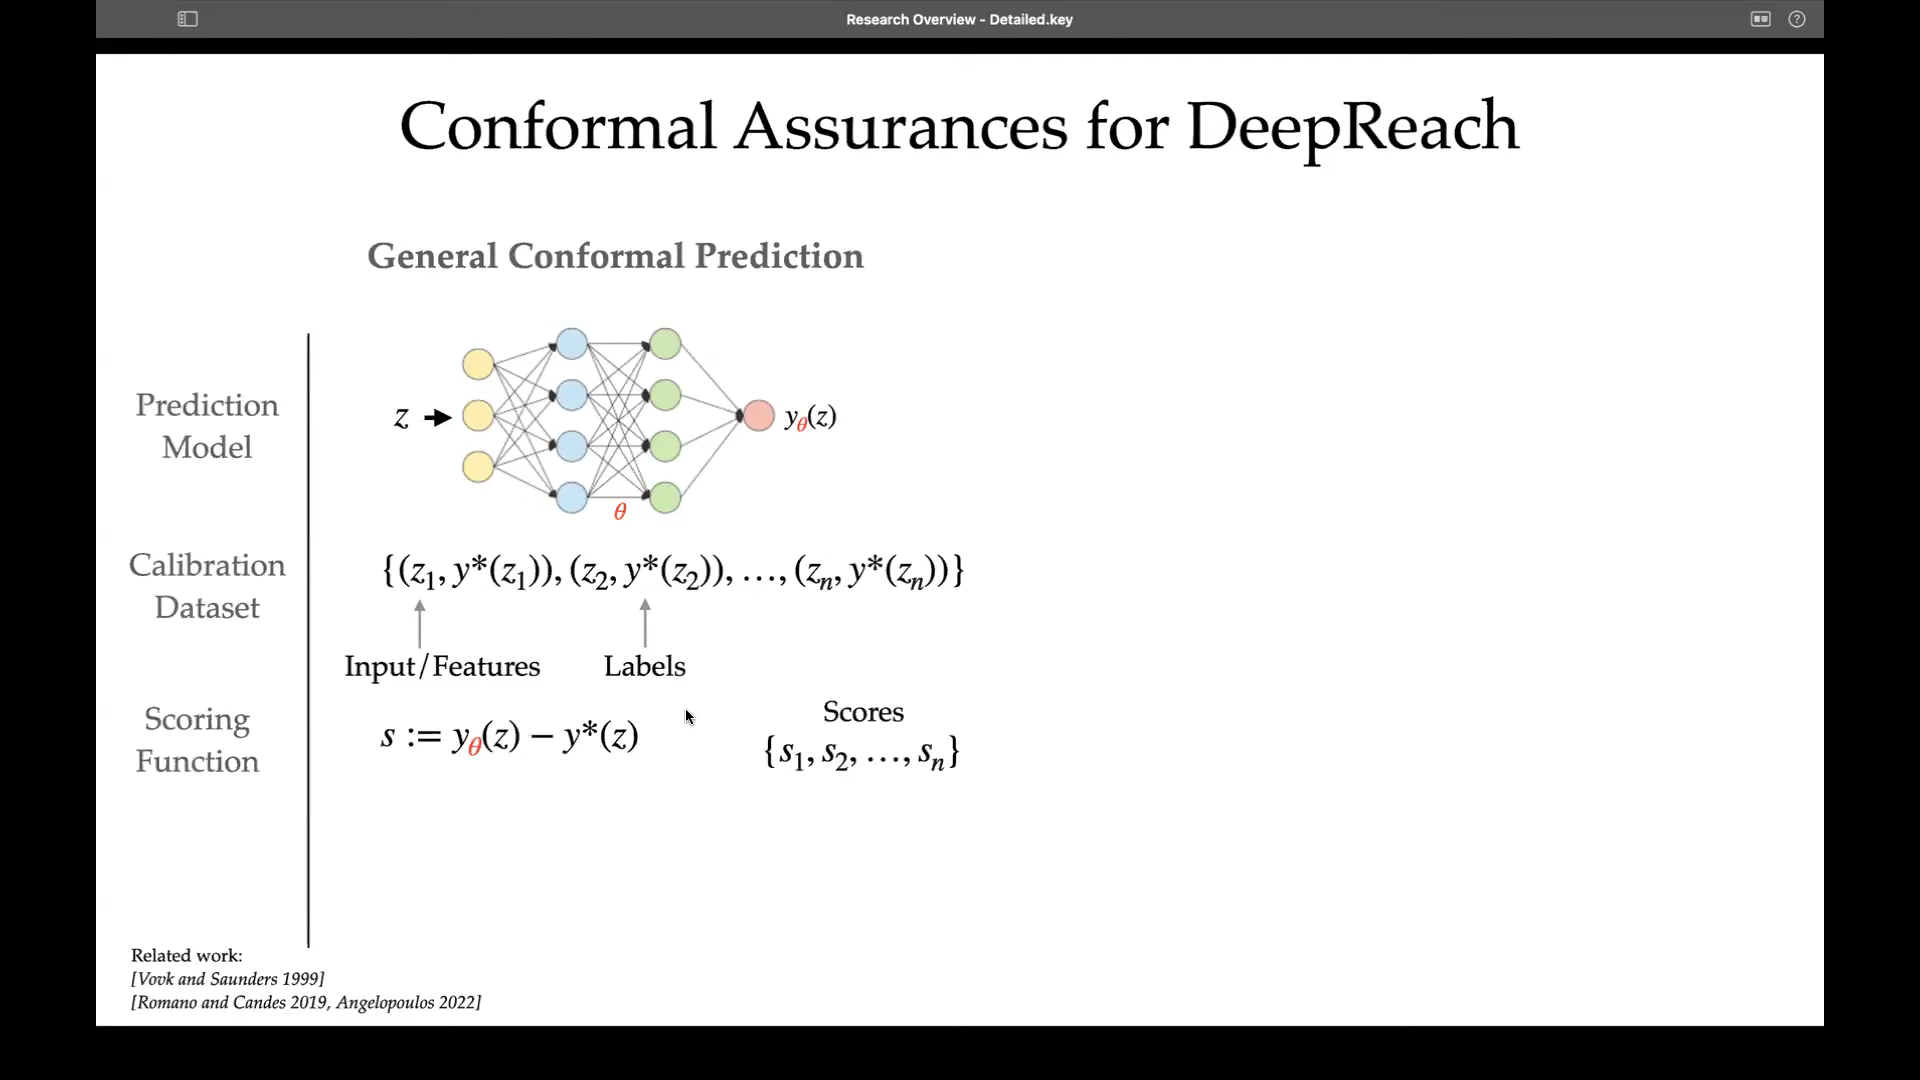 Research Overview - Detailed.key
Conformal Assurances for DeepReach
General Conformal Prediction
Prediction
Model
z
y_θ(z)
θ
Calibration
Dataset
{(z₁, y*(z₁)), (z₂, y*(z₂)), …, (zₙ, y*(zₙ))}
Input/Features
Labels
Scoring
Function
s := y_θ(z) − y*(z)
Scores
{s₁, s₂, …, sₙ}
Related work:
[Vovk and Saunders 1999]
[Romano and Candes 2019, Angelopoulos 2022]